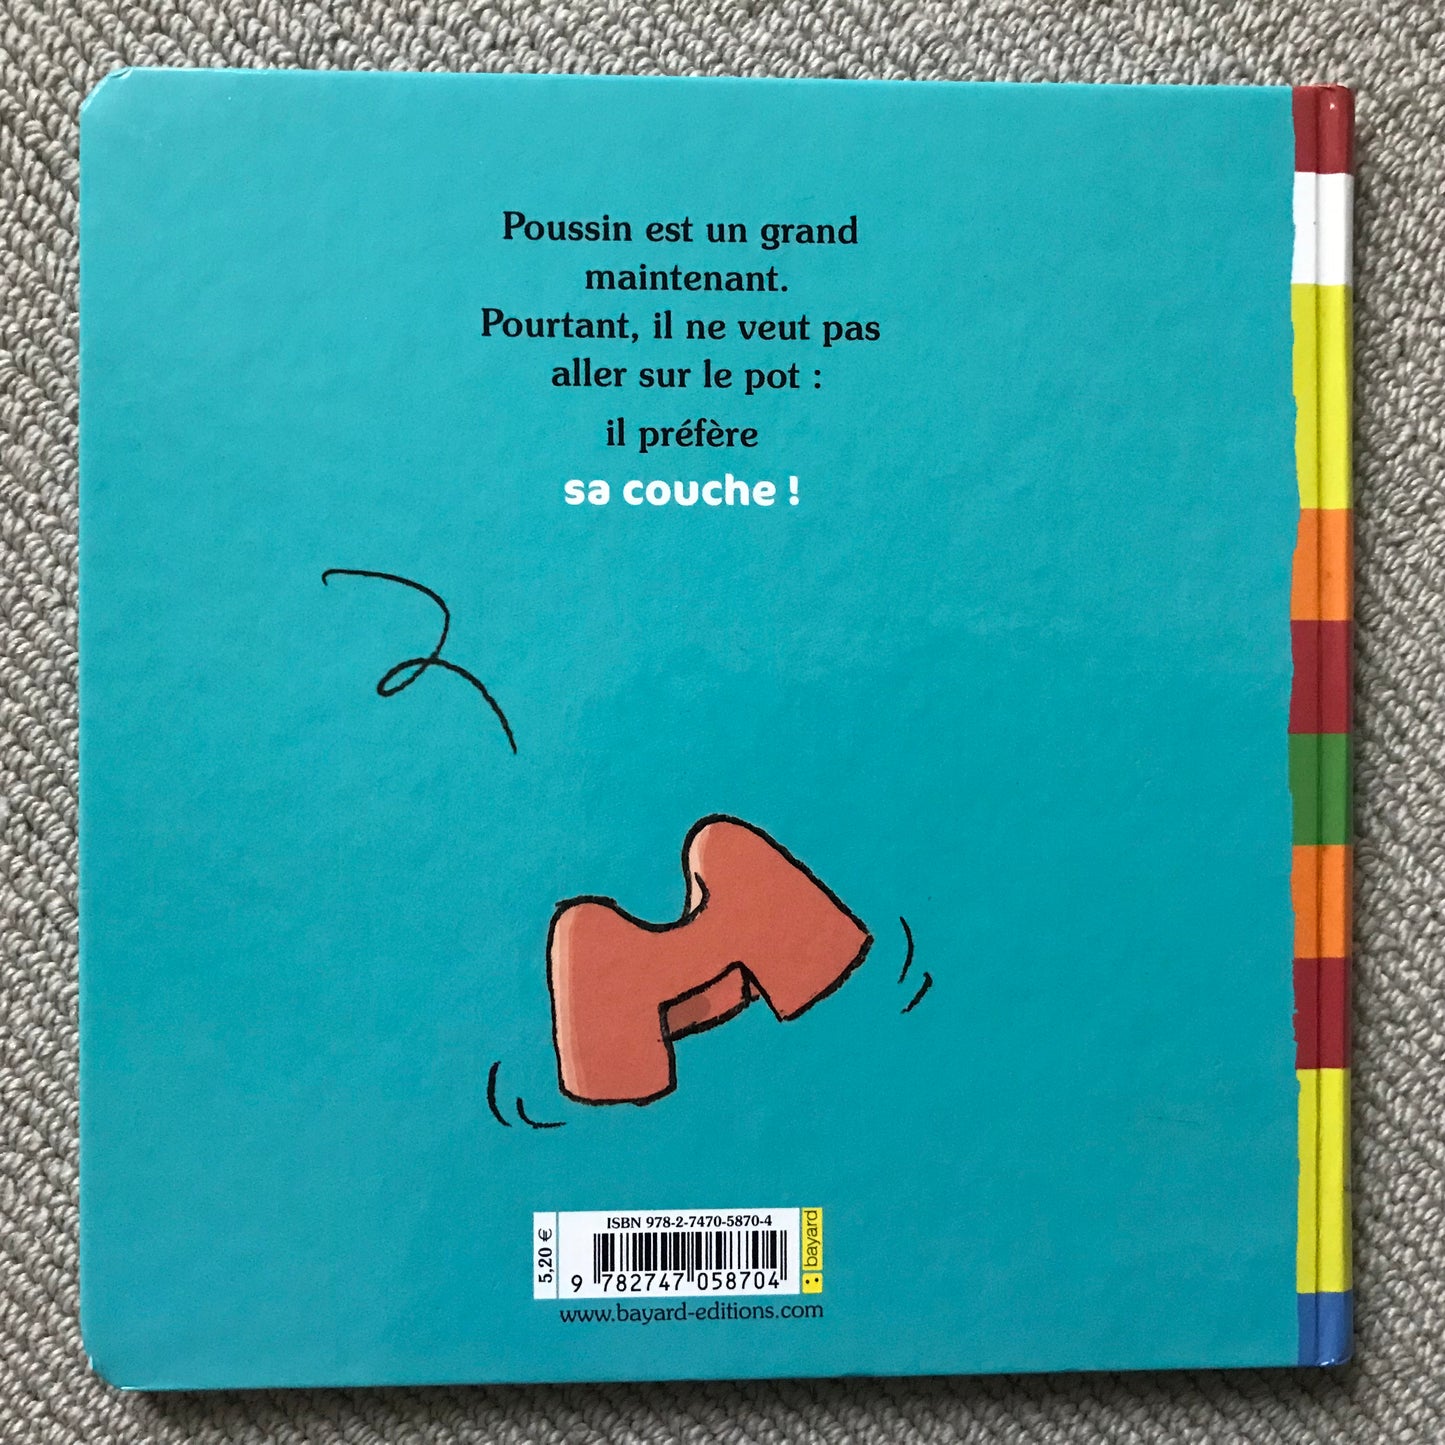 Poussin est un grand
maintenant.
Pourtant, il ne veut pas
aller sur le pot :
il préfère
sa couche !
5,20 €
ISBN 978-2-7470-5870-4
9 782747 058704
bayard
www.bayard-editions.com